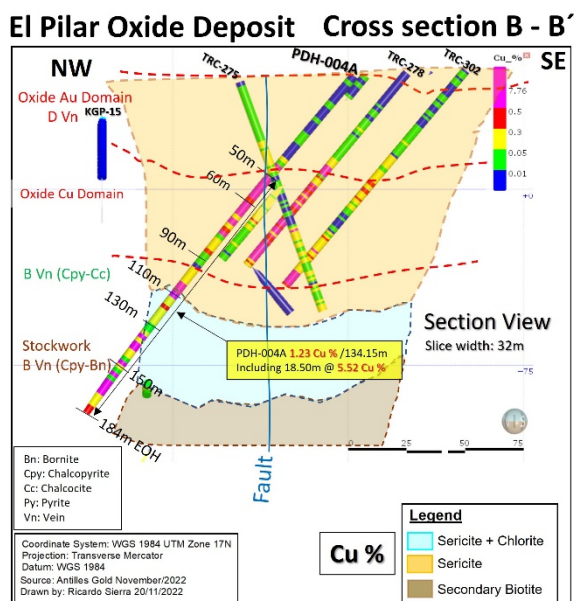 El Pilar Oxide Deposit Cross section B - B´
NW
TRC-275
PDH-004A
TRC-278
TRC-302
SE
Cu_%
7.76
0.5
0.3
0.05
0.01
Oxide Au Domain
D Vn
KGP-15
Oxide Cu Domain
50m
60m
+0
90m
B Vn (Cpy-Cc)
110m
130m
Stockwork
B Vn (Cpy-Bn)
150m
184m EOH
PDH-004A 1.23 Cu % /134.15m
Including 18.50m @ 5.52 Cu %
Section View
Slice width: 32m
-75
0 25 50 75
Fault
Bn: Bornite
Cpy: Chalcopyrite
Cc: Chalcocite
Py: Pyrite
Vn: Vein
Coordinate System: WGS 1984 UTM Zone 17N
Projection: Transverse Mercator
Datum: WGS 1984
Source: Antilles Gold November/2022
Drawn by: Ricardo Sierra 20/11/2022
Cu %
Legend
Sericite + Chlorite
Sericite
Secondary Biotite